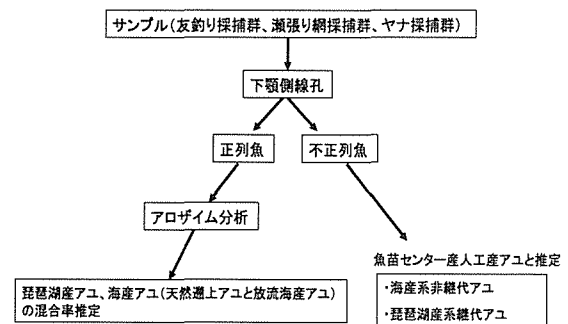 サンプル(友釣り採捕群、瀬張り網採捕群、ヤナ採捕群)
下顎側線孔
正列魚
不正列魚
アロザイム分析
魚苗センター産人工産アユと推定
琵琶湖産アユ、海産アユ(天然遡上アユと放流海産アユ)
の混合率推定
・海産系非継代アユ
・琵琶湖産系継代アユ